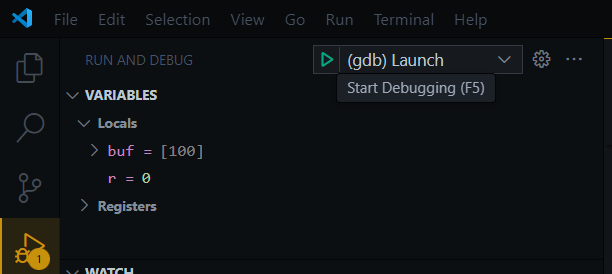 File Edit Selection View Go Run Terminal Help
RUN AND DEBUG (gdb) Launch
Start Debugging (F5)
VARIABLES
Locals
buf = [100]
r = 0
Registers
1
WATCH